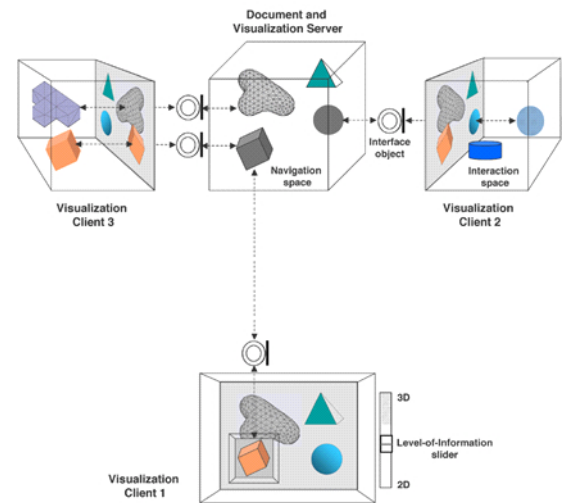 Document and
Visualization Server
Interface
object
Navigation
space
Interaction
space
Visualization
Client 3
Visualization
Client 2
3D
Level-of-Information
slider
2D
Visualization
Client 1